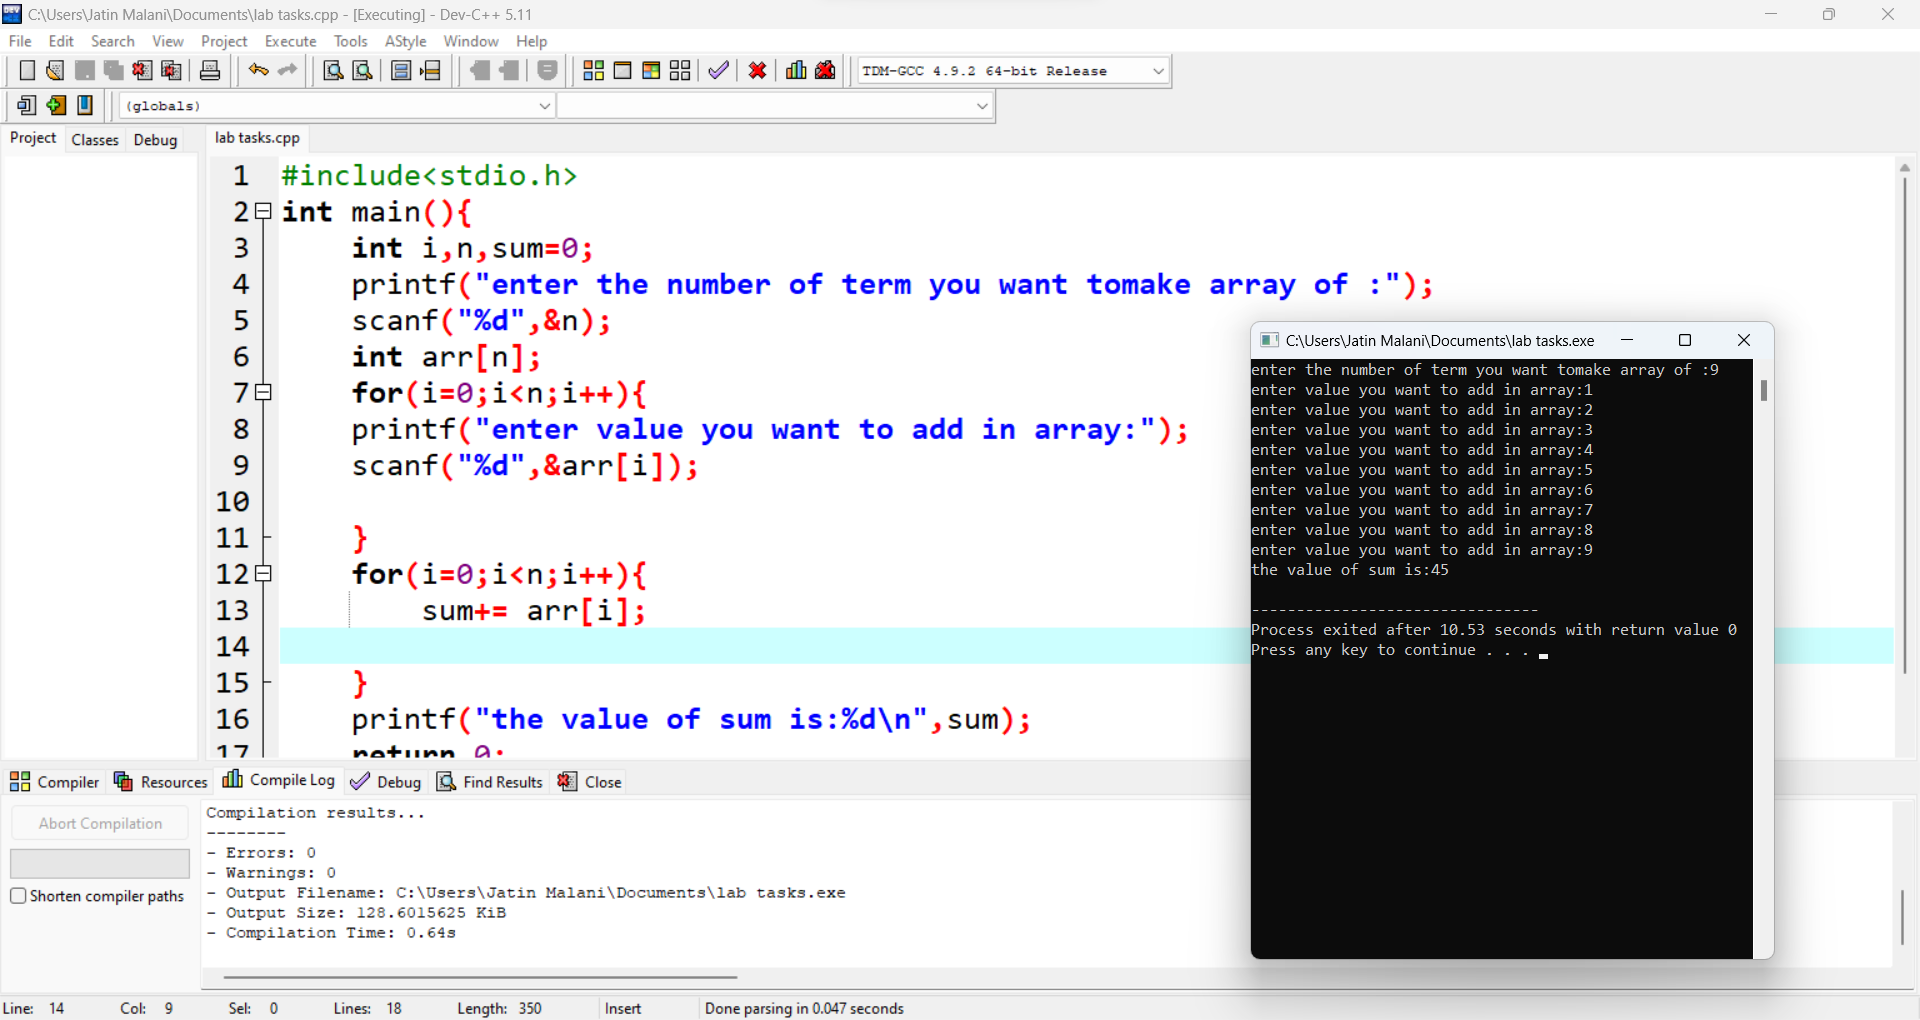 C:\Users\Jatin Malani\Documents\lab tasks.cpp - [Executing] - Dev-C++ 5.11
File Edit Search View Project Execute Tools AStyle Window Help
TDM-GCC 4.9.2 64-bit Release
(globals)
Project Classes Debug
lab tasks.cpp
1 #include<stdio.h>
2 int main(){
3 int i,n,sum=0;
4 printf("enter the number of term you want tomake array of :");
5 scanf("%d",&n);
6 int arr[n];
7 for(i=0;i<n;i++){
8 printf("enter value you want to add in array:");
9 scanf("%d",&arr[i]);
10
11 }
12 for(i=0;i<n;i++){
13 sum+= arr[i];
14
15 }
16 printf("the value of sum is:%d\n",sum);
17 return 0;
C:\Users\Jatin Malani\Documents\lab tasks.exe
enter the number of term you want tomake array of :9
enter value you want to add in array:1
enter value you want to add in array:2
enter value you want to add in array:3
enter value you want to add in array:4
enter value you want to add in array:5
enter value you want to add in array:6
enter value you want to add in array:7
enter value you want to add in array:8
enter value you want to add in array:9
the value of sum is:45
--------------------------------
Process exited after 10.53 seconds with return value 0
Press any key to continue . . .
Compiler Resources Compile Log Debug Find Results Close
Abort Compilation
Shorten compiler paths
Compilation results...
--------
- Errors: 0
- Warnings: 0
- Output Filename: C:\Users\Jatin Malani\Documents\lab tasks.exe
- Output Size: 128.6015625 KiB
- Compilation Time: 0.64s
Line: 14 Col: 9 Sel: 0 Lines: 18 Length: 350 Insert Done parsing in 0.047 seconds